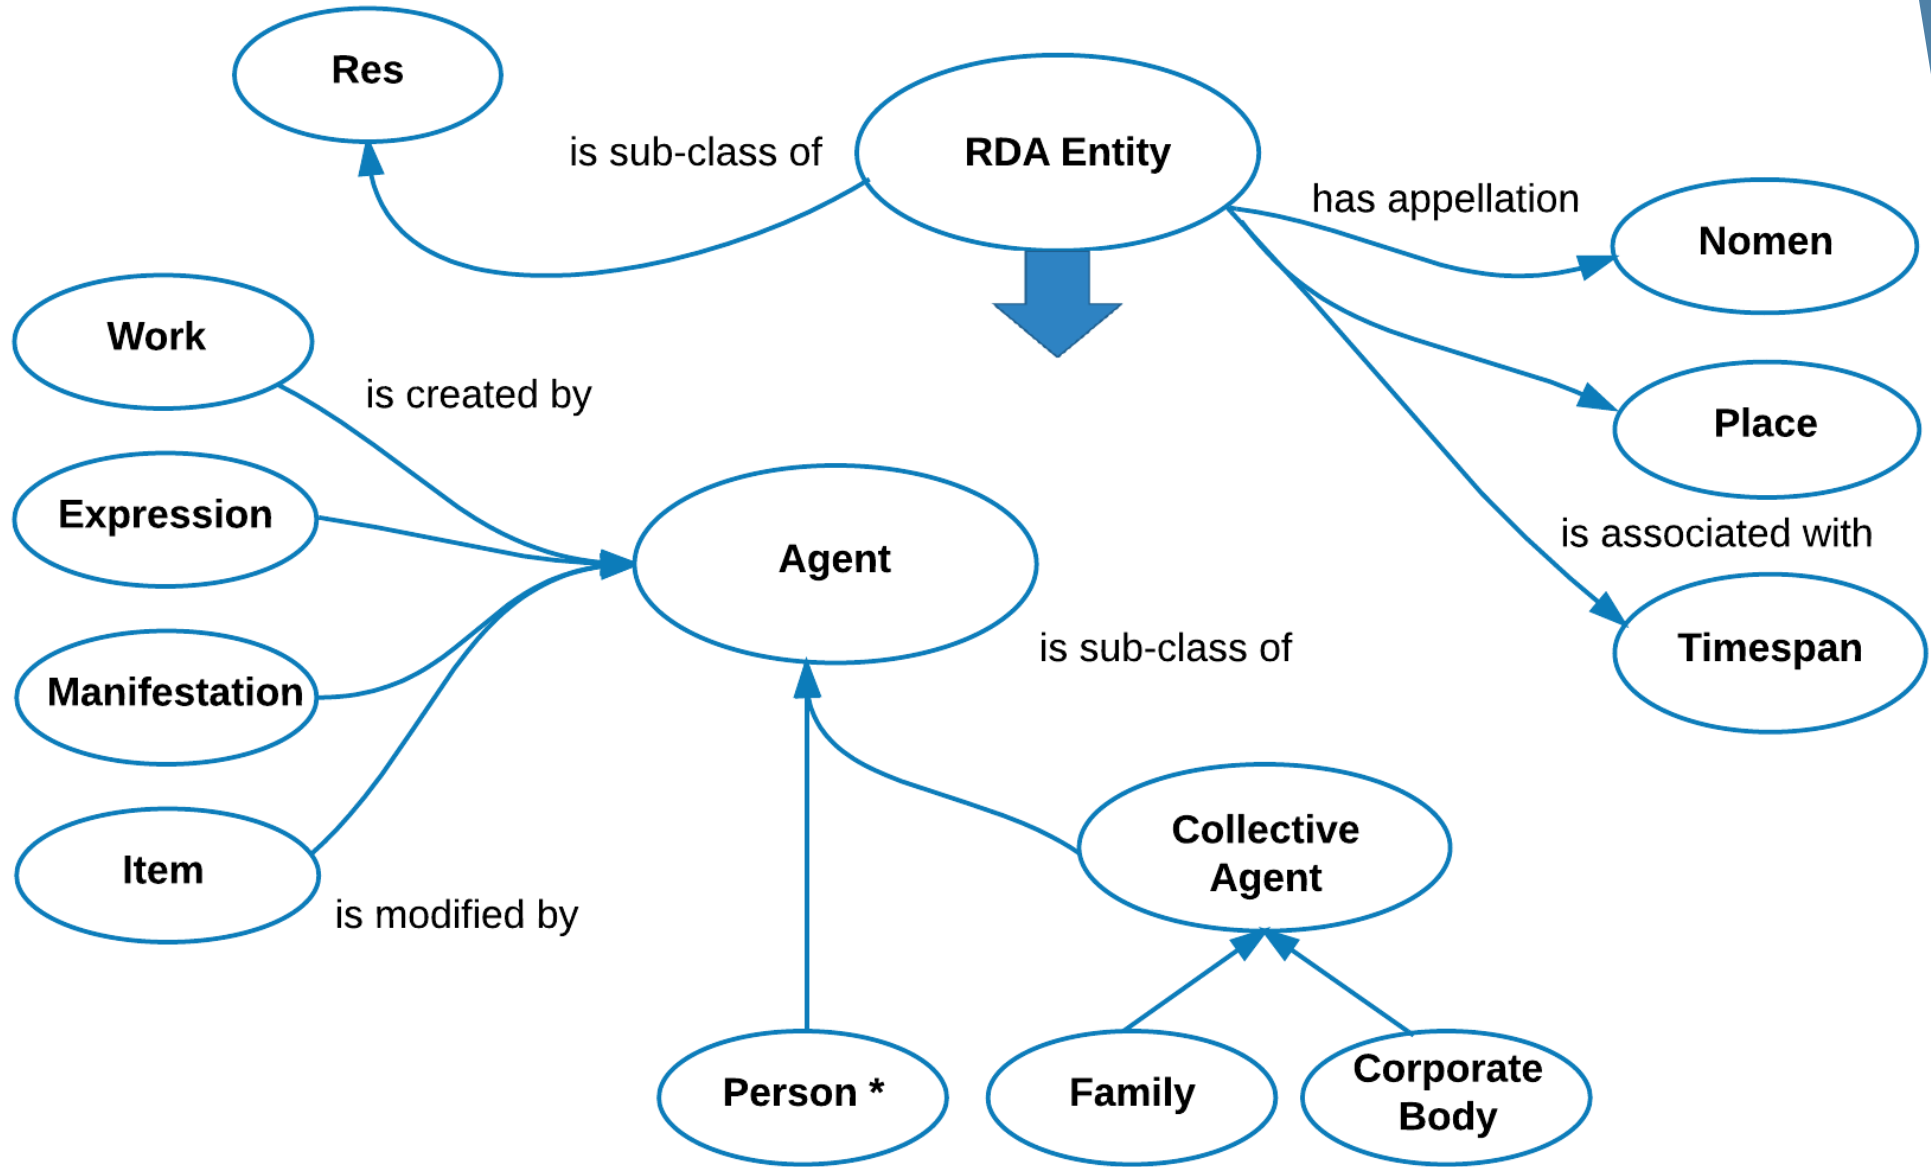 Res
is sub-class of
RDA Entity
has appellation
Nomen
Work
is created by
Place
Expression
is associated with
Agent
Manifestation
is sub-class of
Timespan
Collective
Agent
Item
is modified by
Person *
Family
Corporate
Body